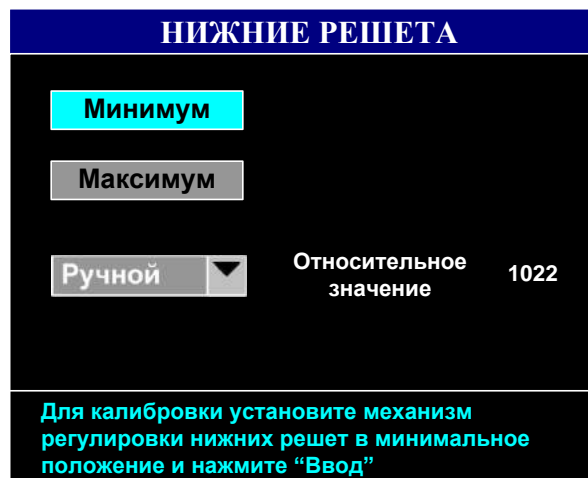 НИЖНИЕ РЕШЕТА
Минимум
Максимум
Ручной
Относительное
значение
1022
Для калибровки установите механизм
регулировки нижних решет в минимальное
положение и нажмите “Ввод”